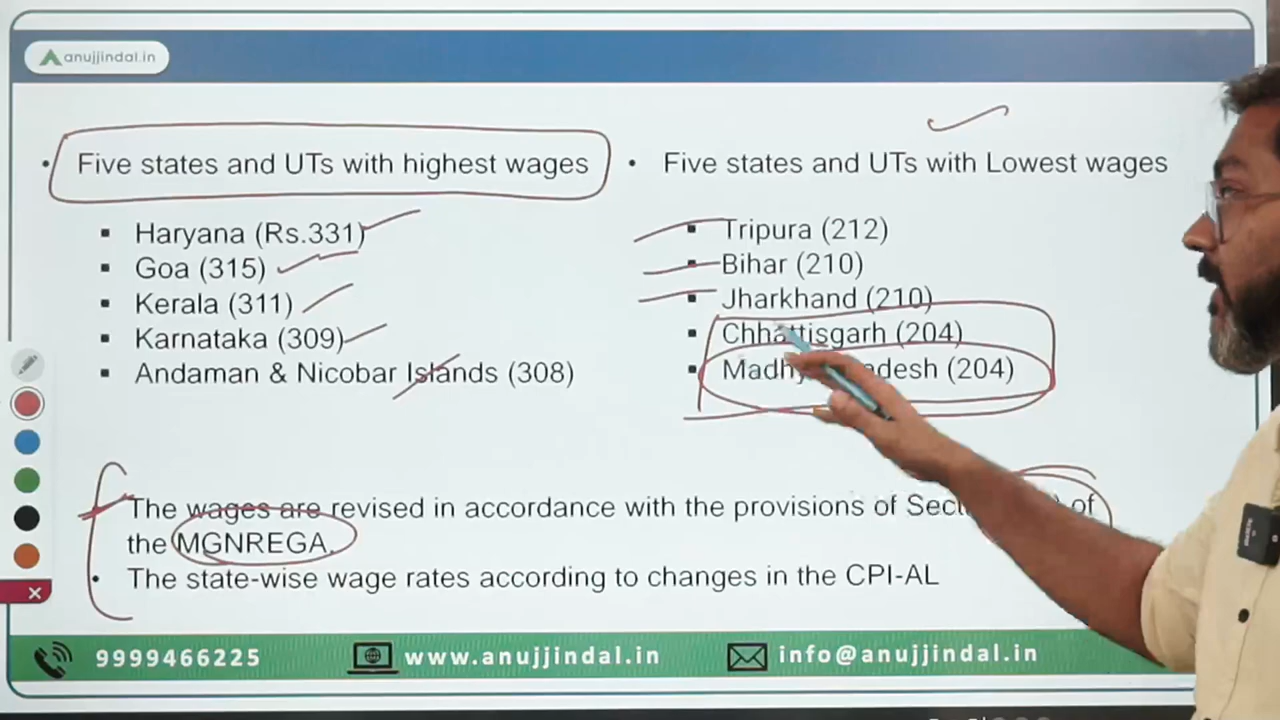 anujjindal.in
• Five states and UTs with highest wages
▪ Haryana (Rs.331)
▪ Goa (315)
▪ Kerala (311)
▪ Karnataka (309)
▪ Andaman & Nicobar Islands (308)
• Five states and UTs with Lowest wages
▪ Tripura (212)
▪ Bihar (210)
▪ Jharkhand (210)
▪ Chhattisgarh (204)
▪ (204)
The wages are revised in accordance with the provisions of of
the MGNREGA.
• The state-wise wage rates according to changes in the CPI-AL
9999466225
www.anujjindal.in
info@anujjindal.in